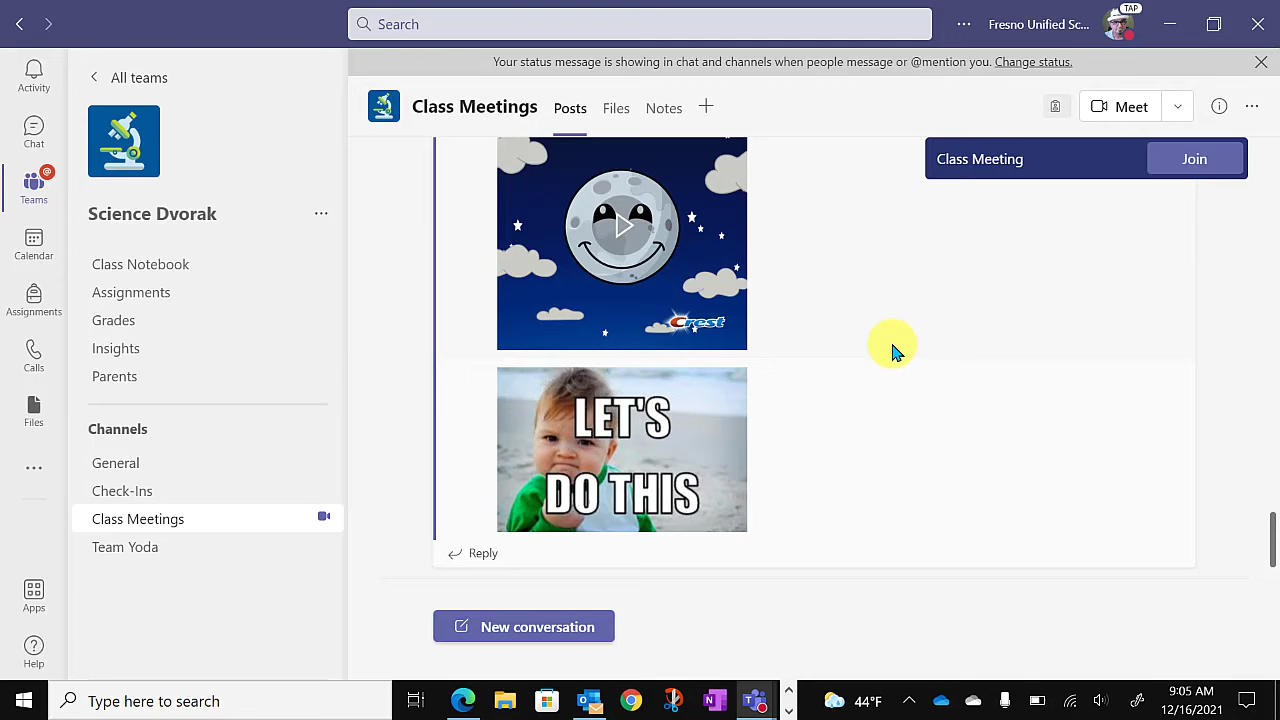 Search
Fresno Unified Sc...
TAP
Your status message is showing in chat and channels when people message or @mention you. Change status.
Activity
Chat
@
Teams
Calendar
Assignments
Calls
Files
Apps
Help
All teams
Science Dvorak
Class Notebook
Assignments
Grades
Insights
Parents
Channels
General
Check-Ins
Class Meetings
Team Yoda
Class Meetings
Posts
Files
Notes
Meet
Class Meeting
Join
Crest
LET'S
DO THIS
Reply
New conversation
Type here to search
44°F
9:05 AM
12/16/2021